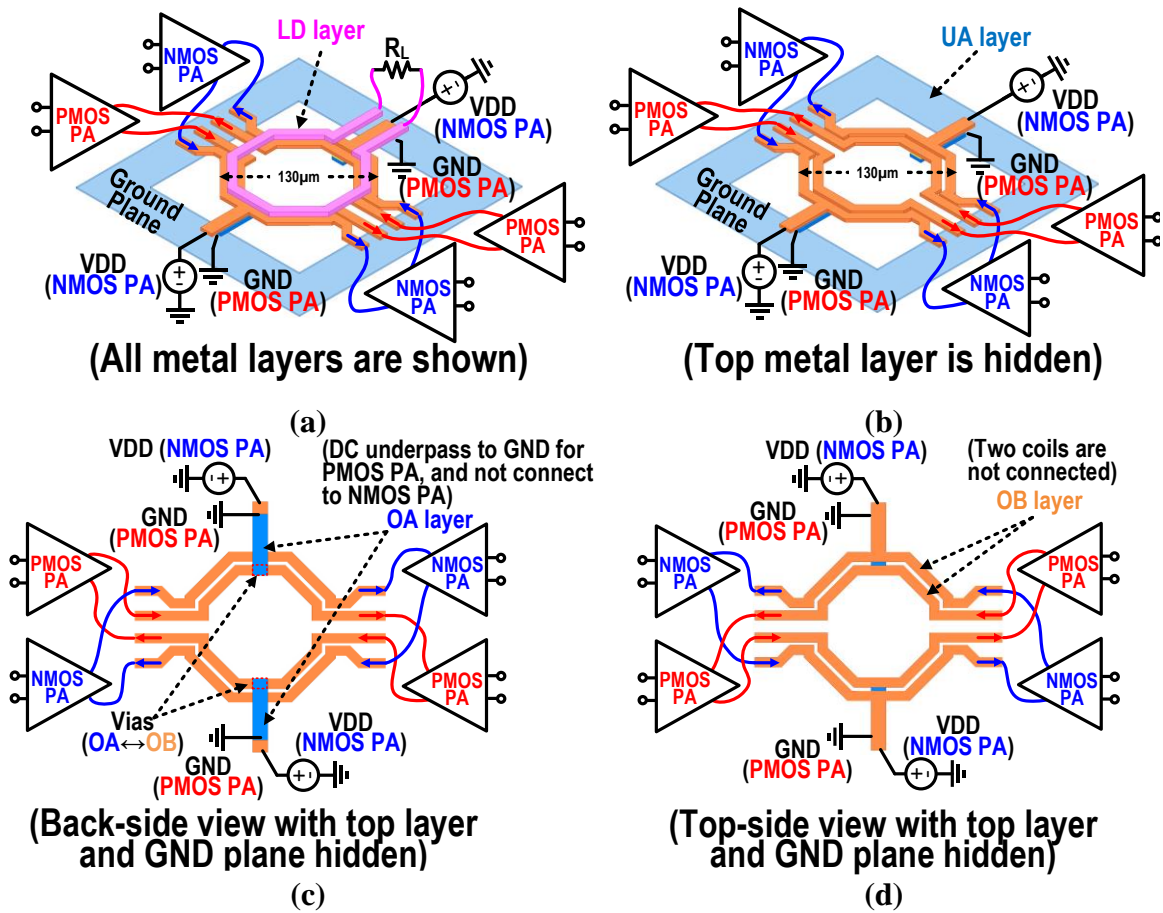 LD layer
R_L
NMOS
PA
PMOS
PA
VDD
(NMOS PA)
GND
(PMOS PA)
130μm
Ground
Plane
PMOS
PA
VDD
(NMOS PA)
GND
(PMOS PA)
NMOS
PA
(All metal layers are shown)
(a)
UA layer
NMOS
PA
PMOS
PA
VDD
(NMOS PA)
GND
(PMOS PA)
130μm
Ground
Plane
PMOS
PA
VDD
(NMOS PA)
GND
(PMOS PA)
NMOS
PA
(Top metal layer is hidden)
(b)
VDD (NMOS PA)
(DC underpass to GND for
PMOS PA, and not connect
to NMOS PA)
GND
(PMOS PA)
OA layer
PMOS
PA
NMOS
PA
NMOS
PA
PMOS
PA
Vias
(OA↔OB)
VDD
(NMOS PA)
GND
(PMOS PA)
(Back-side view with top layer
and GND plane hidden)
(c)
VDD (NMOS PA)
(Two coils are
not connected)
OB layer
GND
(PMOS PA)
NMOS
PA
PMOS
PA
PMOS
PA
NMOS
PA
GND
(PMOS PA)
VDD
(NMOS PA)
(Top-side view with top layer
and GND plane hidden)
(d)